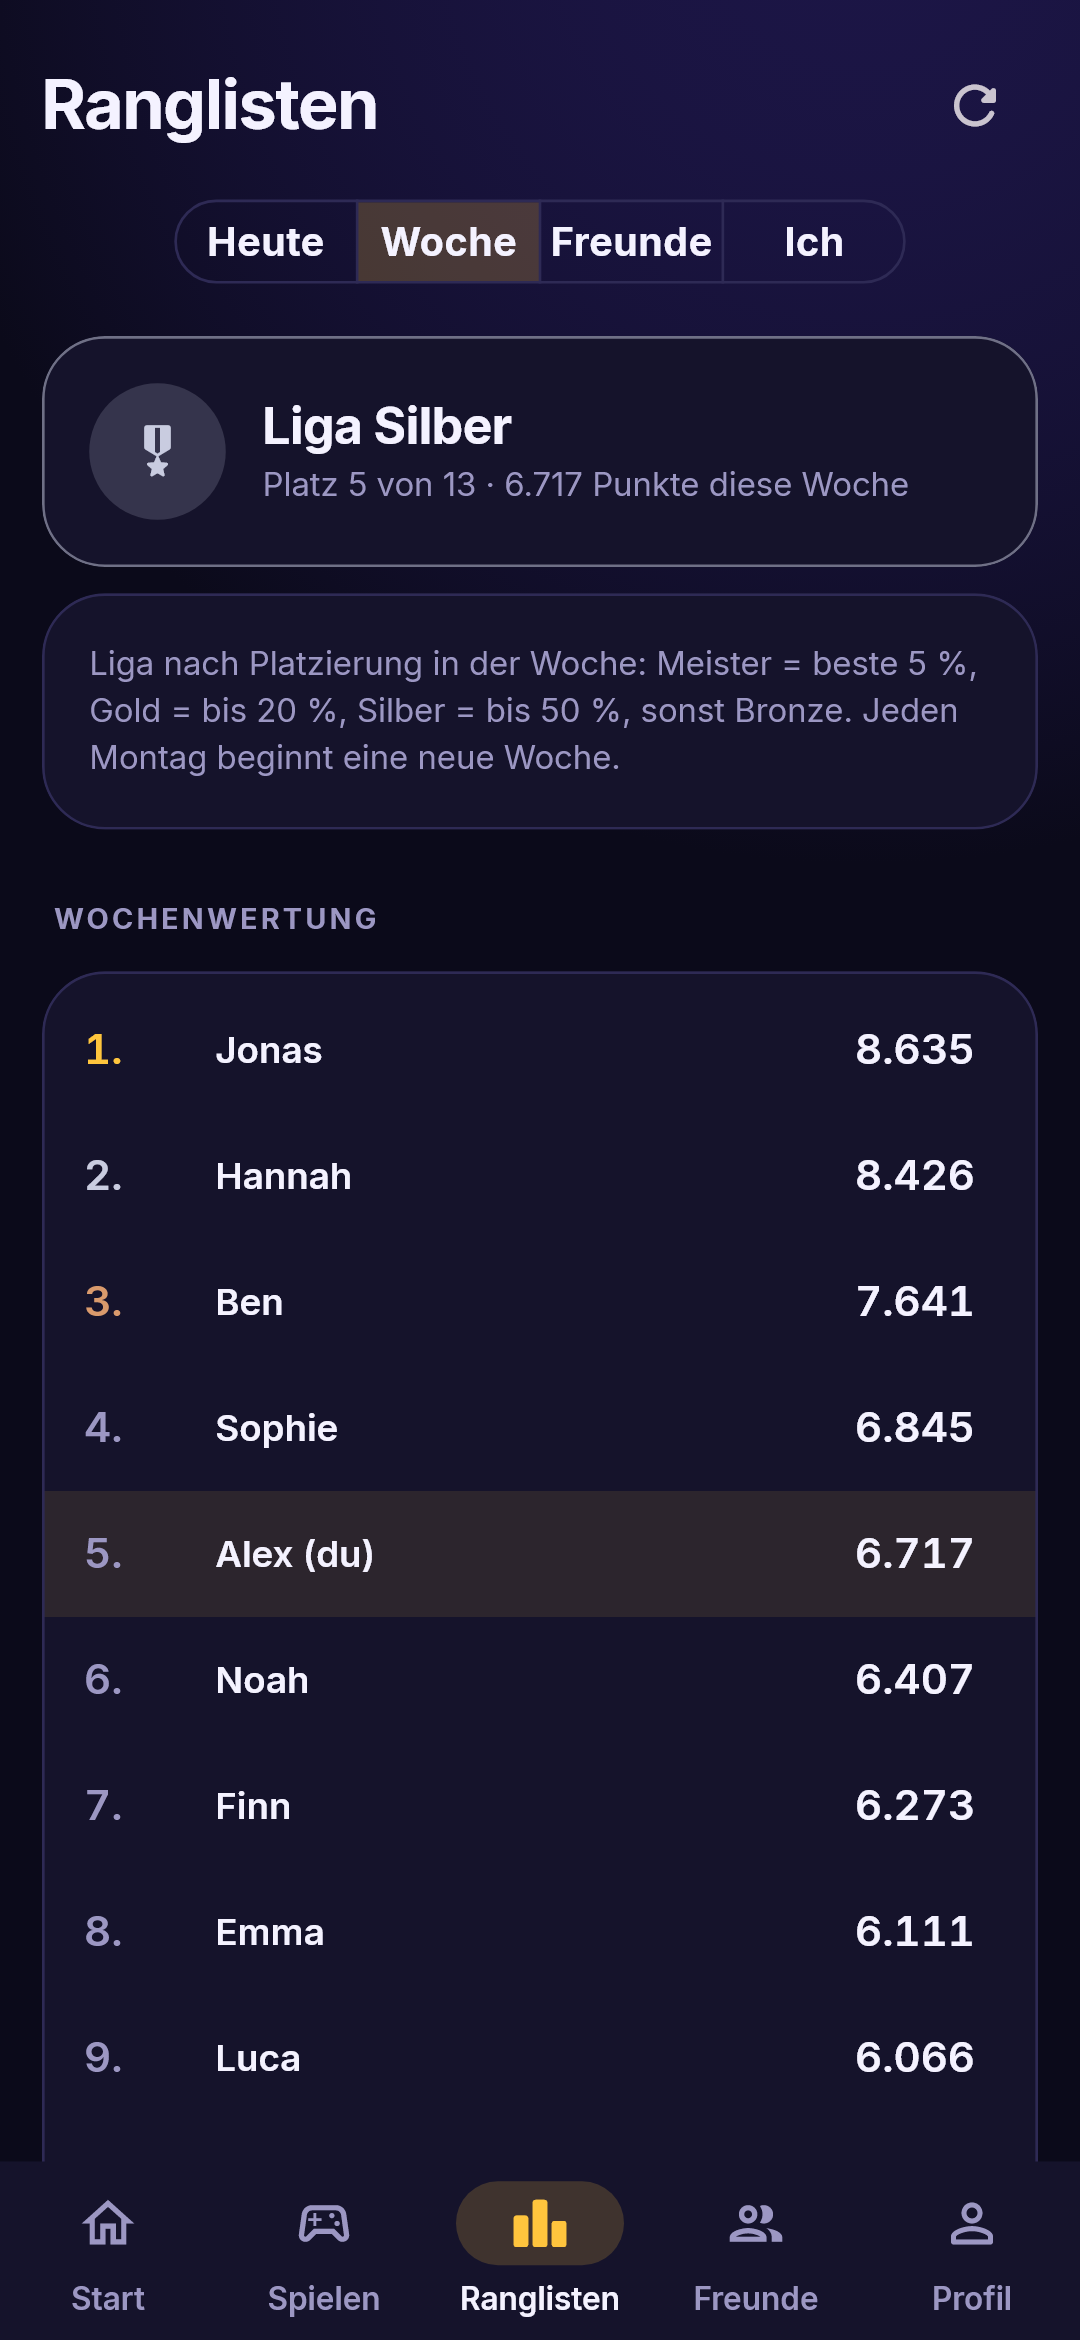 Ranglisten
Heute Woche Freunde Ich
Liga Silber
Platz 5 von 13 · 6.717 Punkte diese Woche
Liga nach Platzierung in der Woche: Meister = beste 5 %,
Gold = bis 20 %, Silber = bis 50 %, sonst Bronze. Jeden
Montag beginnt eine neue Woche.
WOCHENWERTUNG
1. Jonas 8.635
2. Hannah 8.426
3. Ben 7.641
4. Sophie 6.845
5. Alex (du) 6.717
6. Noah 6.407
7. Finn 6.273
8. Emma 6.111
9. Luca 6.066
Start Spielen Ranglisten Freunde Profil